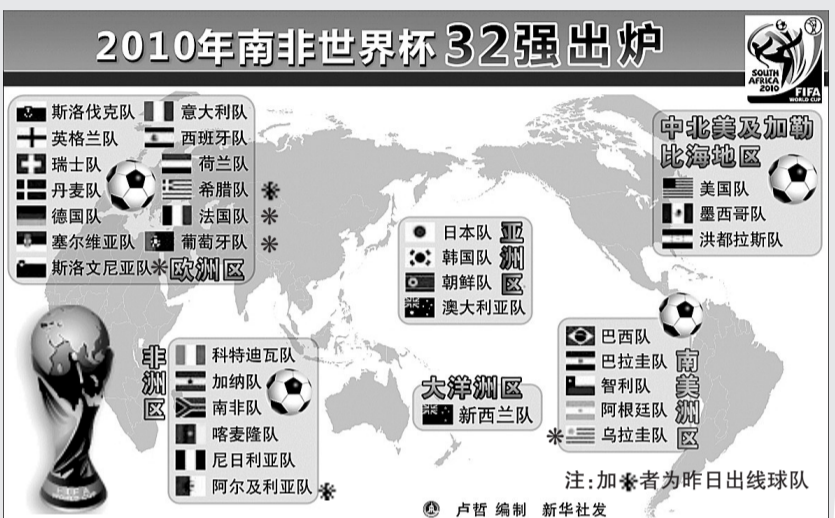 2010年南非世界杯 32强出炉
SOUTH
AFRICA
2010
FIFA
WORLD CUP
斯洛伐克队 意大利队
英格兰队 西班牙队
瑞士队 荷兰队
丹麦队 希腊队
德国队 法国队
塞尔维亚队 葡萄牙队
斯洛文尼亚队 欧洲区
中北美及加勒
比海地区
美国队
墨西哥队
洪都拉斯队
亚洲区
日本队
韩国队
朝鲜队
澳大利亚队
非洲区
科特迪瓦队
加纳队
南非队
喀麦隆队
尼日利亚队
阿尔及利亚队
大洋洲区
新西兰队
南美洲区
巴西队
巴拉圭队
智利队
阿根廷队
乌拉圭队
注:加*者为昨日出线球队
卢哲 编制 新华社发